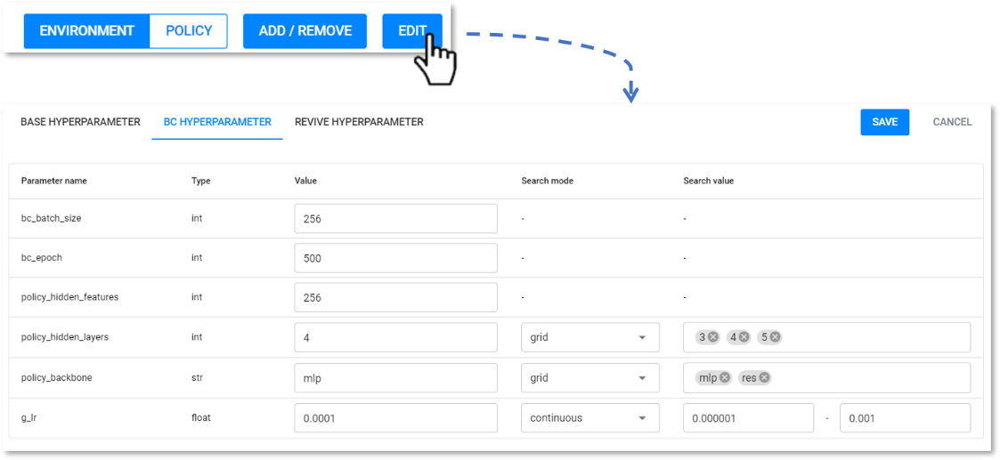 ENVIRONMENT POLICY ADD / REMOVE EDIT
BASE HYPERPARAMETER BC HYPERPARAMETER REVIVE HYPERPARAMETER SAVE CANCEL
Parameter name Type Value Search mode Search value
bc_batch_size int 256 - -
bc_epoch int 500 - -
policy_hidden_features int 256 - -
policy_hidden_layers int 4 grid 3 4 5
policy_backbone str mlp grid mlp res
g_lr float 0.0001 continuous 0.000001 - 0.001